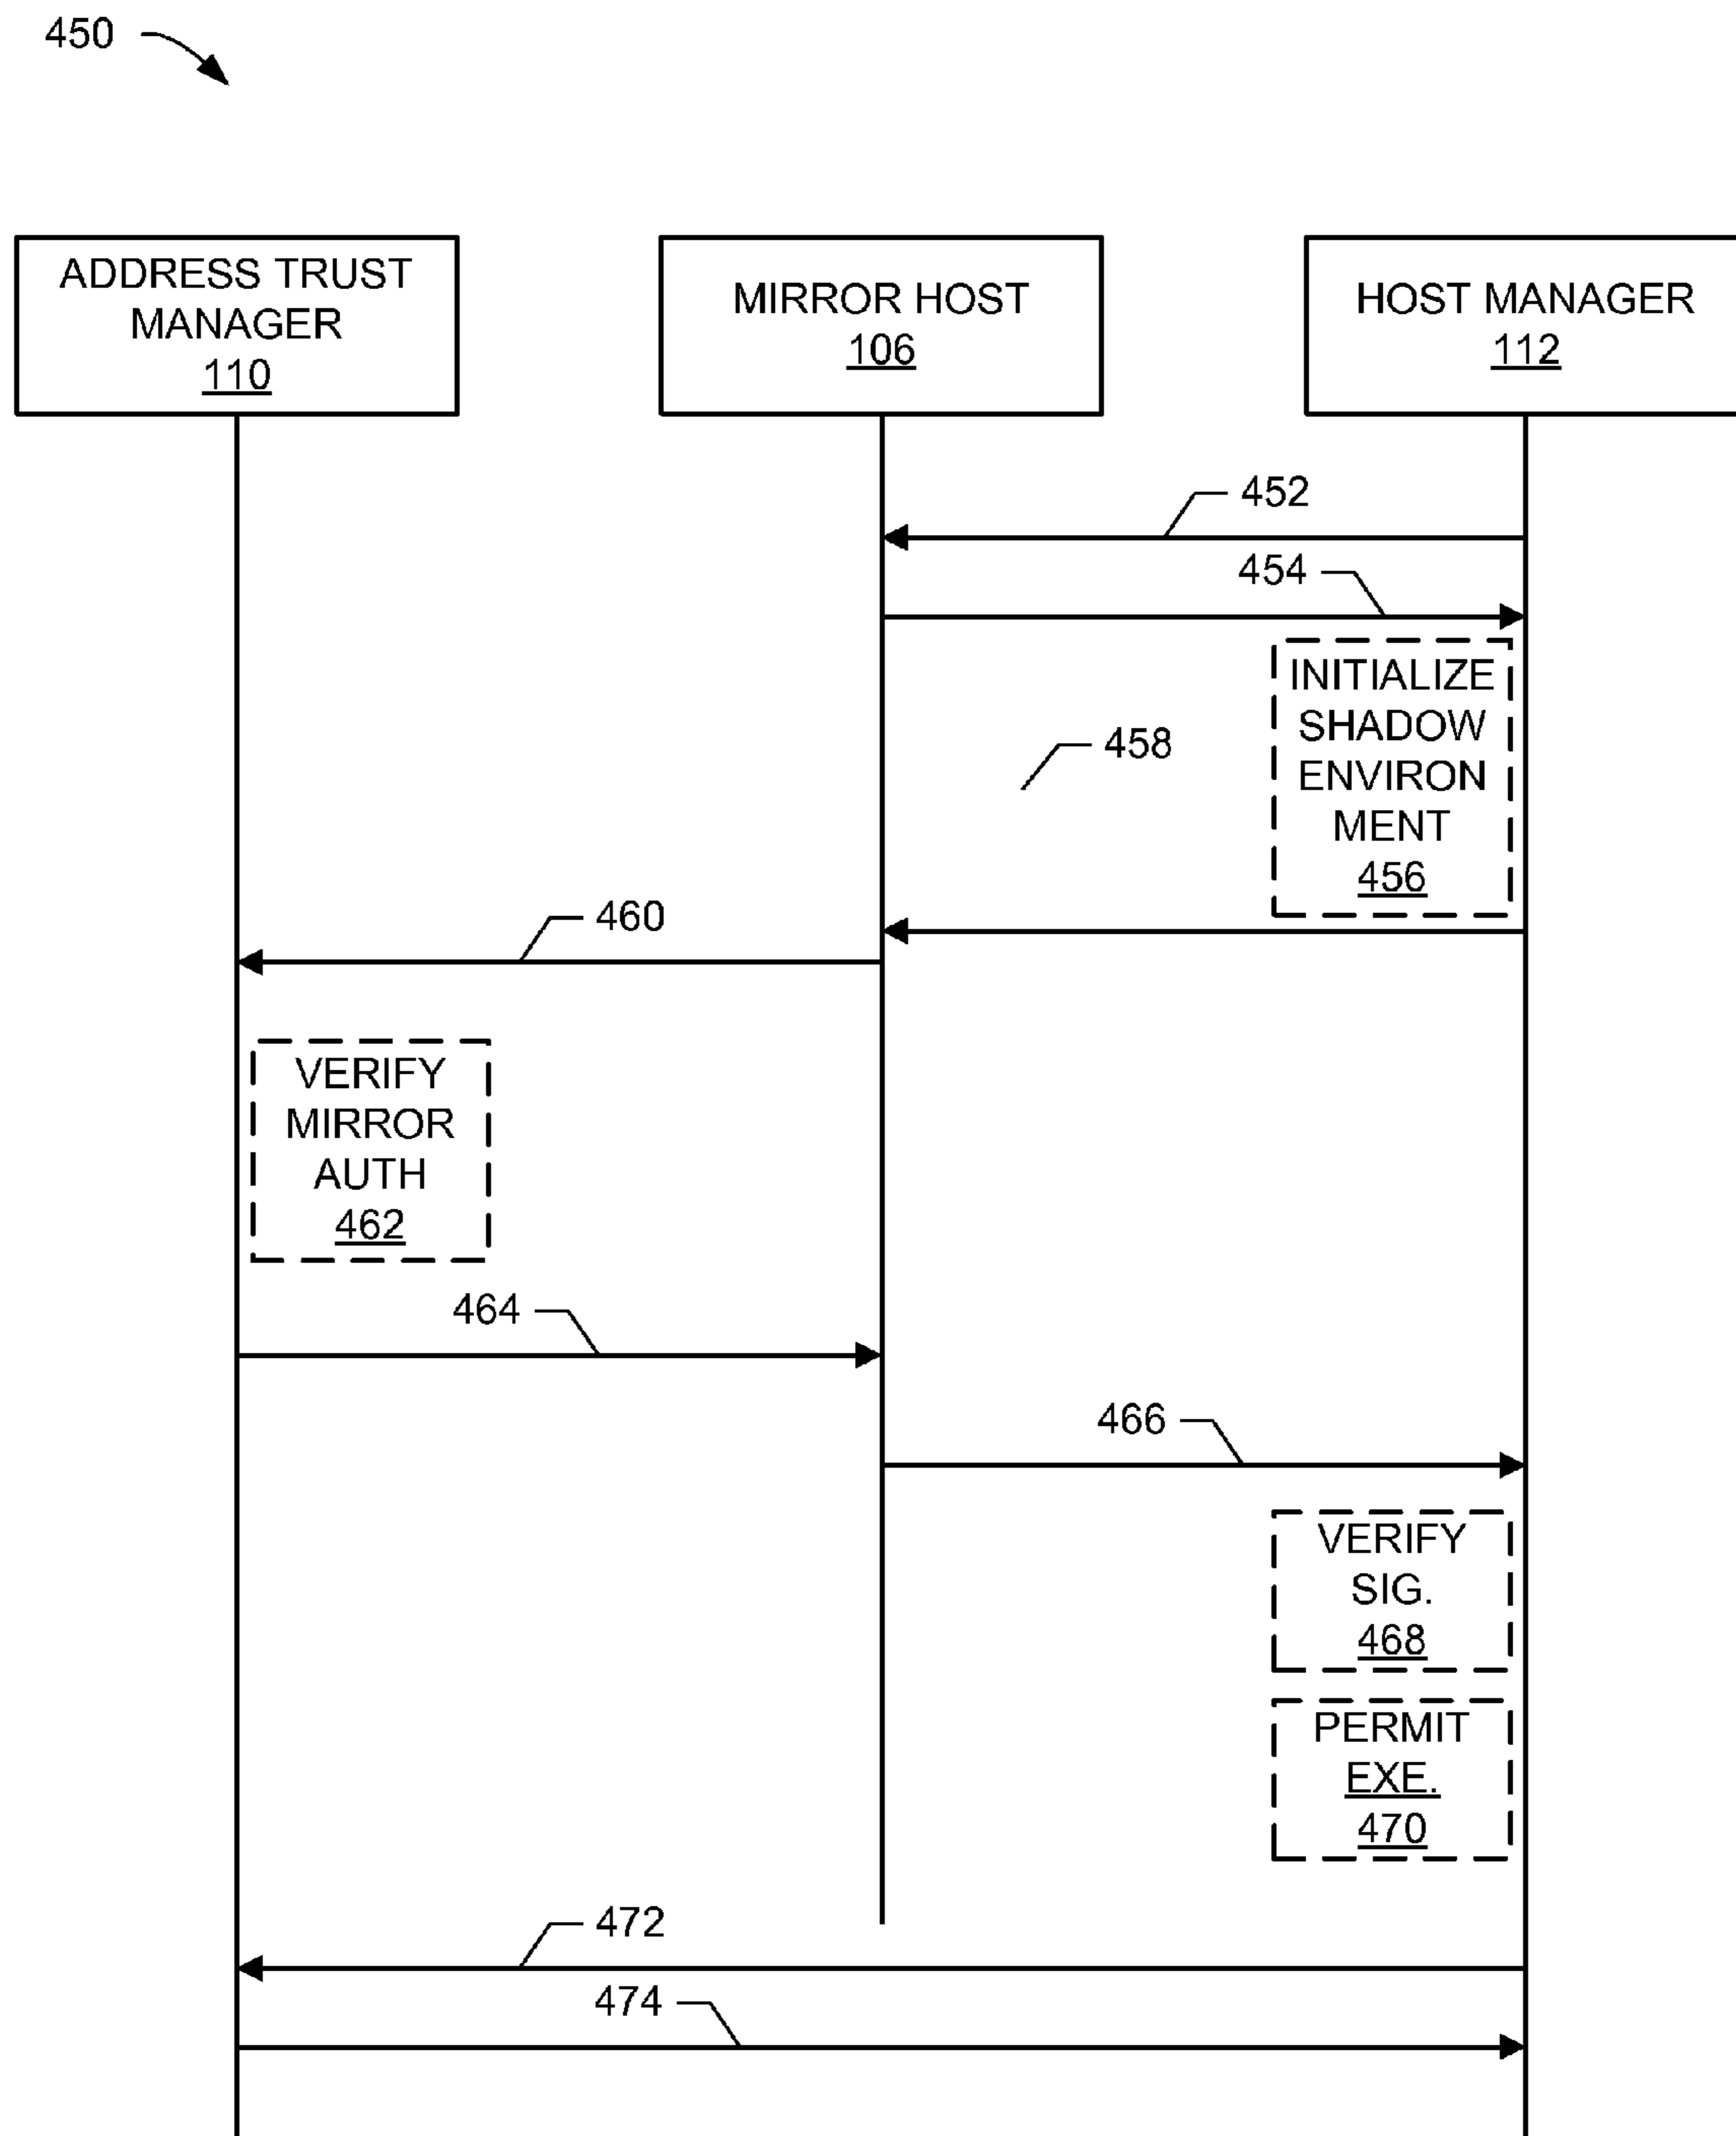 450
ADDRESS TRUST
MANAGER
110
MIRROR HOST
106
HOST MANAGER
112
452
454
INITIALIZE
SHADOW
ENVIRON
MENT
456
458
460
VERIFY
MIRROR
AUTH
462
464
466
VERIFY
SIG.
468
PERMIT
EXE.
470
472
474